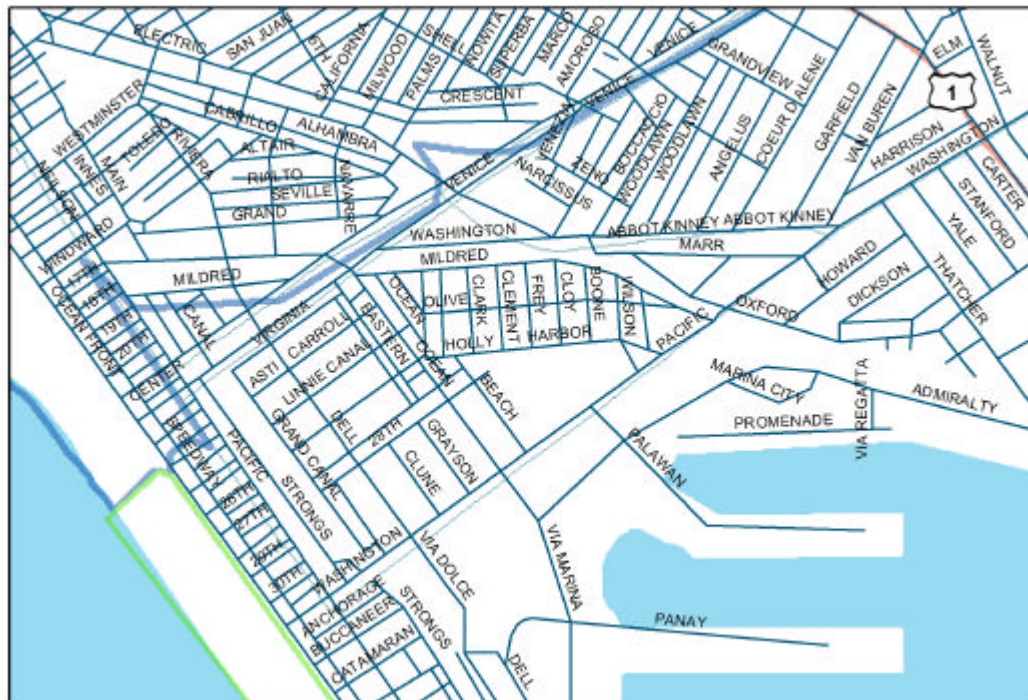 ELECTRIC
SAN JUAN
6TH
CALIFORNIA
MILWOOD
PALMS
SHELL
NOWITA
SUPERBA
MARCO
AMOROSO
VENICE
GRANDVIEW
ELM
WALNUT
1
CRESCENT
VENICE
VENEZIA
WESTMINSTER
CABRILLO
ALHAMBRA
ALTAIR
RIVIERA
TOLEDO
MAIN
INNES
RIALTO
SEVILLE
NAVARRE
GRAND
VENICE
NARCISSUS
ZENO
BOCCACCIO
WOODLAWN
WOODLAWN
ANGELUS
COEUR D ALENE
GARFIELD
VAN BUREN
HARRISON
WASHINGTON
CARTER
STANFORD
YALE
NELSON
WINDWARD
WASHINGTON
ABBOT KINNEY ABBOT KINNEY
MARR
MILDRED
MILDRED
HOWARD
DICKSON
THATCHER
17TH
18TH
19TH
20TH
OCEAN FRONT
CANAL
VIRGINIA
CARROLL
EASTERN
OCEAN
OLIVE
CLARK
CLEMENT
FREY
CLOY
BOONE
WILSON
OXFORD
HOLLY
HARBOR
PACIFIC
OCEAN
CENTER
ASTI
LINNIE CANAL
BEACH
MARINA CITY
ADMIRALTY
VIA REGATTA
PROMENADE
SPEEDWAY
PACIFIC
GRAND CANAL
DELL
28TH
GRAYSON
CLUNE
PALAWAN
STRONGS
26TH
27TH
29TH
30TH
WASHINGTON
VIA DOLCE
VIA MARINA
ANCHORAGE
BUCCANEER
CATAMARAN
STRONGS
DELL
PANAY